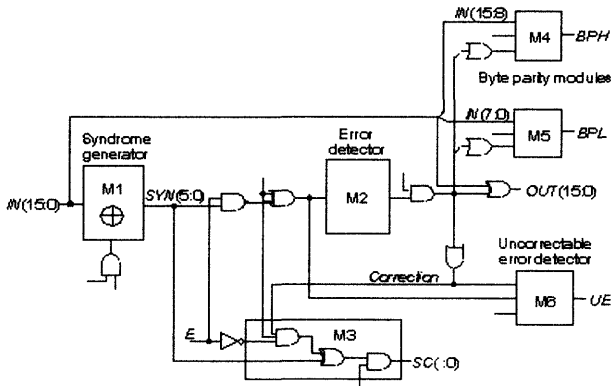 IN(15:8)
M4
BPH
Byte parity modules
IN(7:0)
M5
BPL
Syndrome
generator
Error
detector
M1
SYN(5:0)
M2
IN(15:0)
OUT(15:0)
Uncorrectable
error detector
Correction
M6
UE
E
M3
SC(:0)